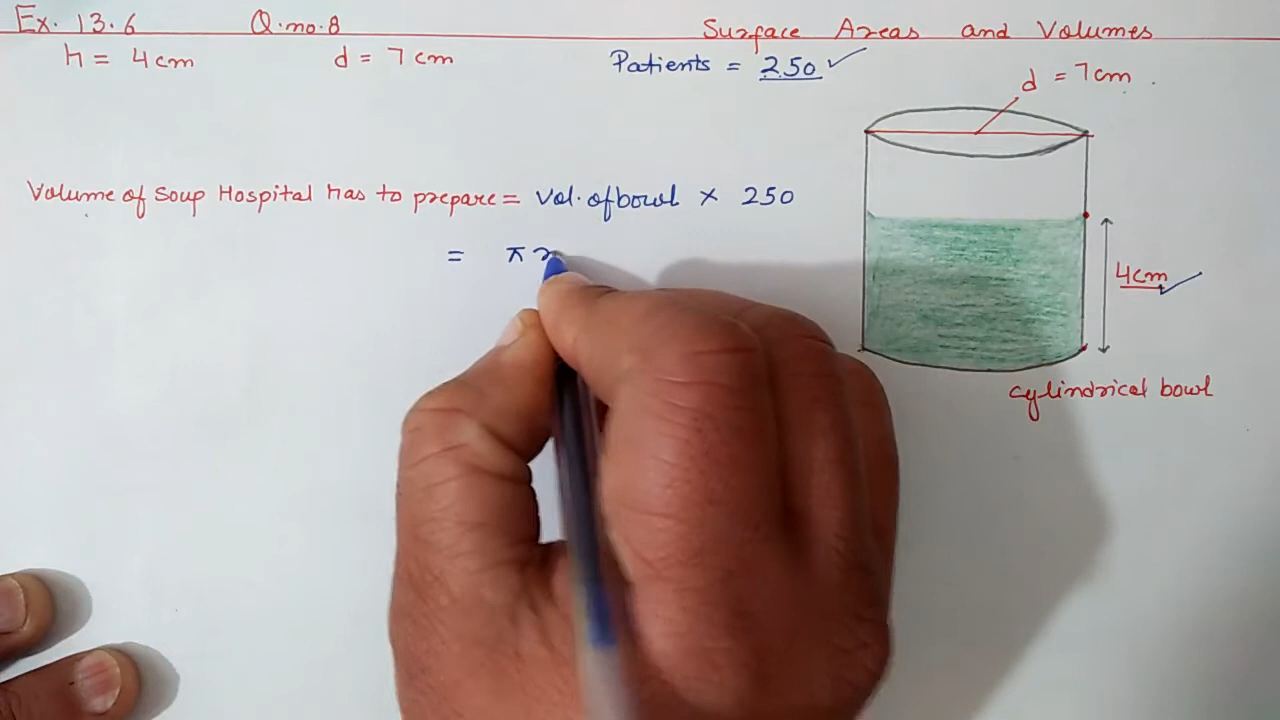 Ex. 13.6 Q.no.8 Surface Areas and Volumes
h = 4cm d = 7cm Patients = 250 ✓
d = 7cm
Volume of Soup Hospital has to prepare = Vol. of bowl × 250
= πr
4cm ✓
cylindrical bowl